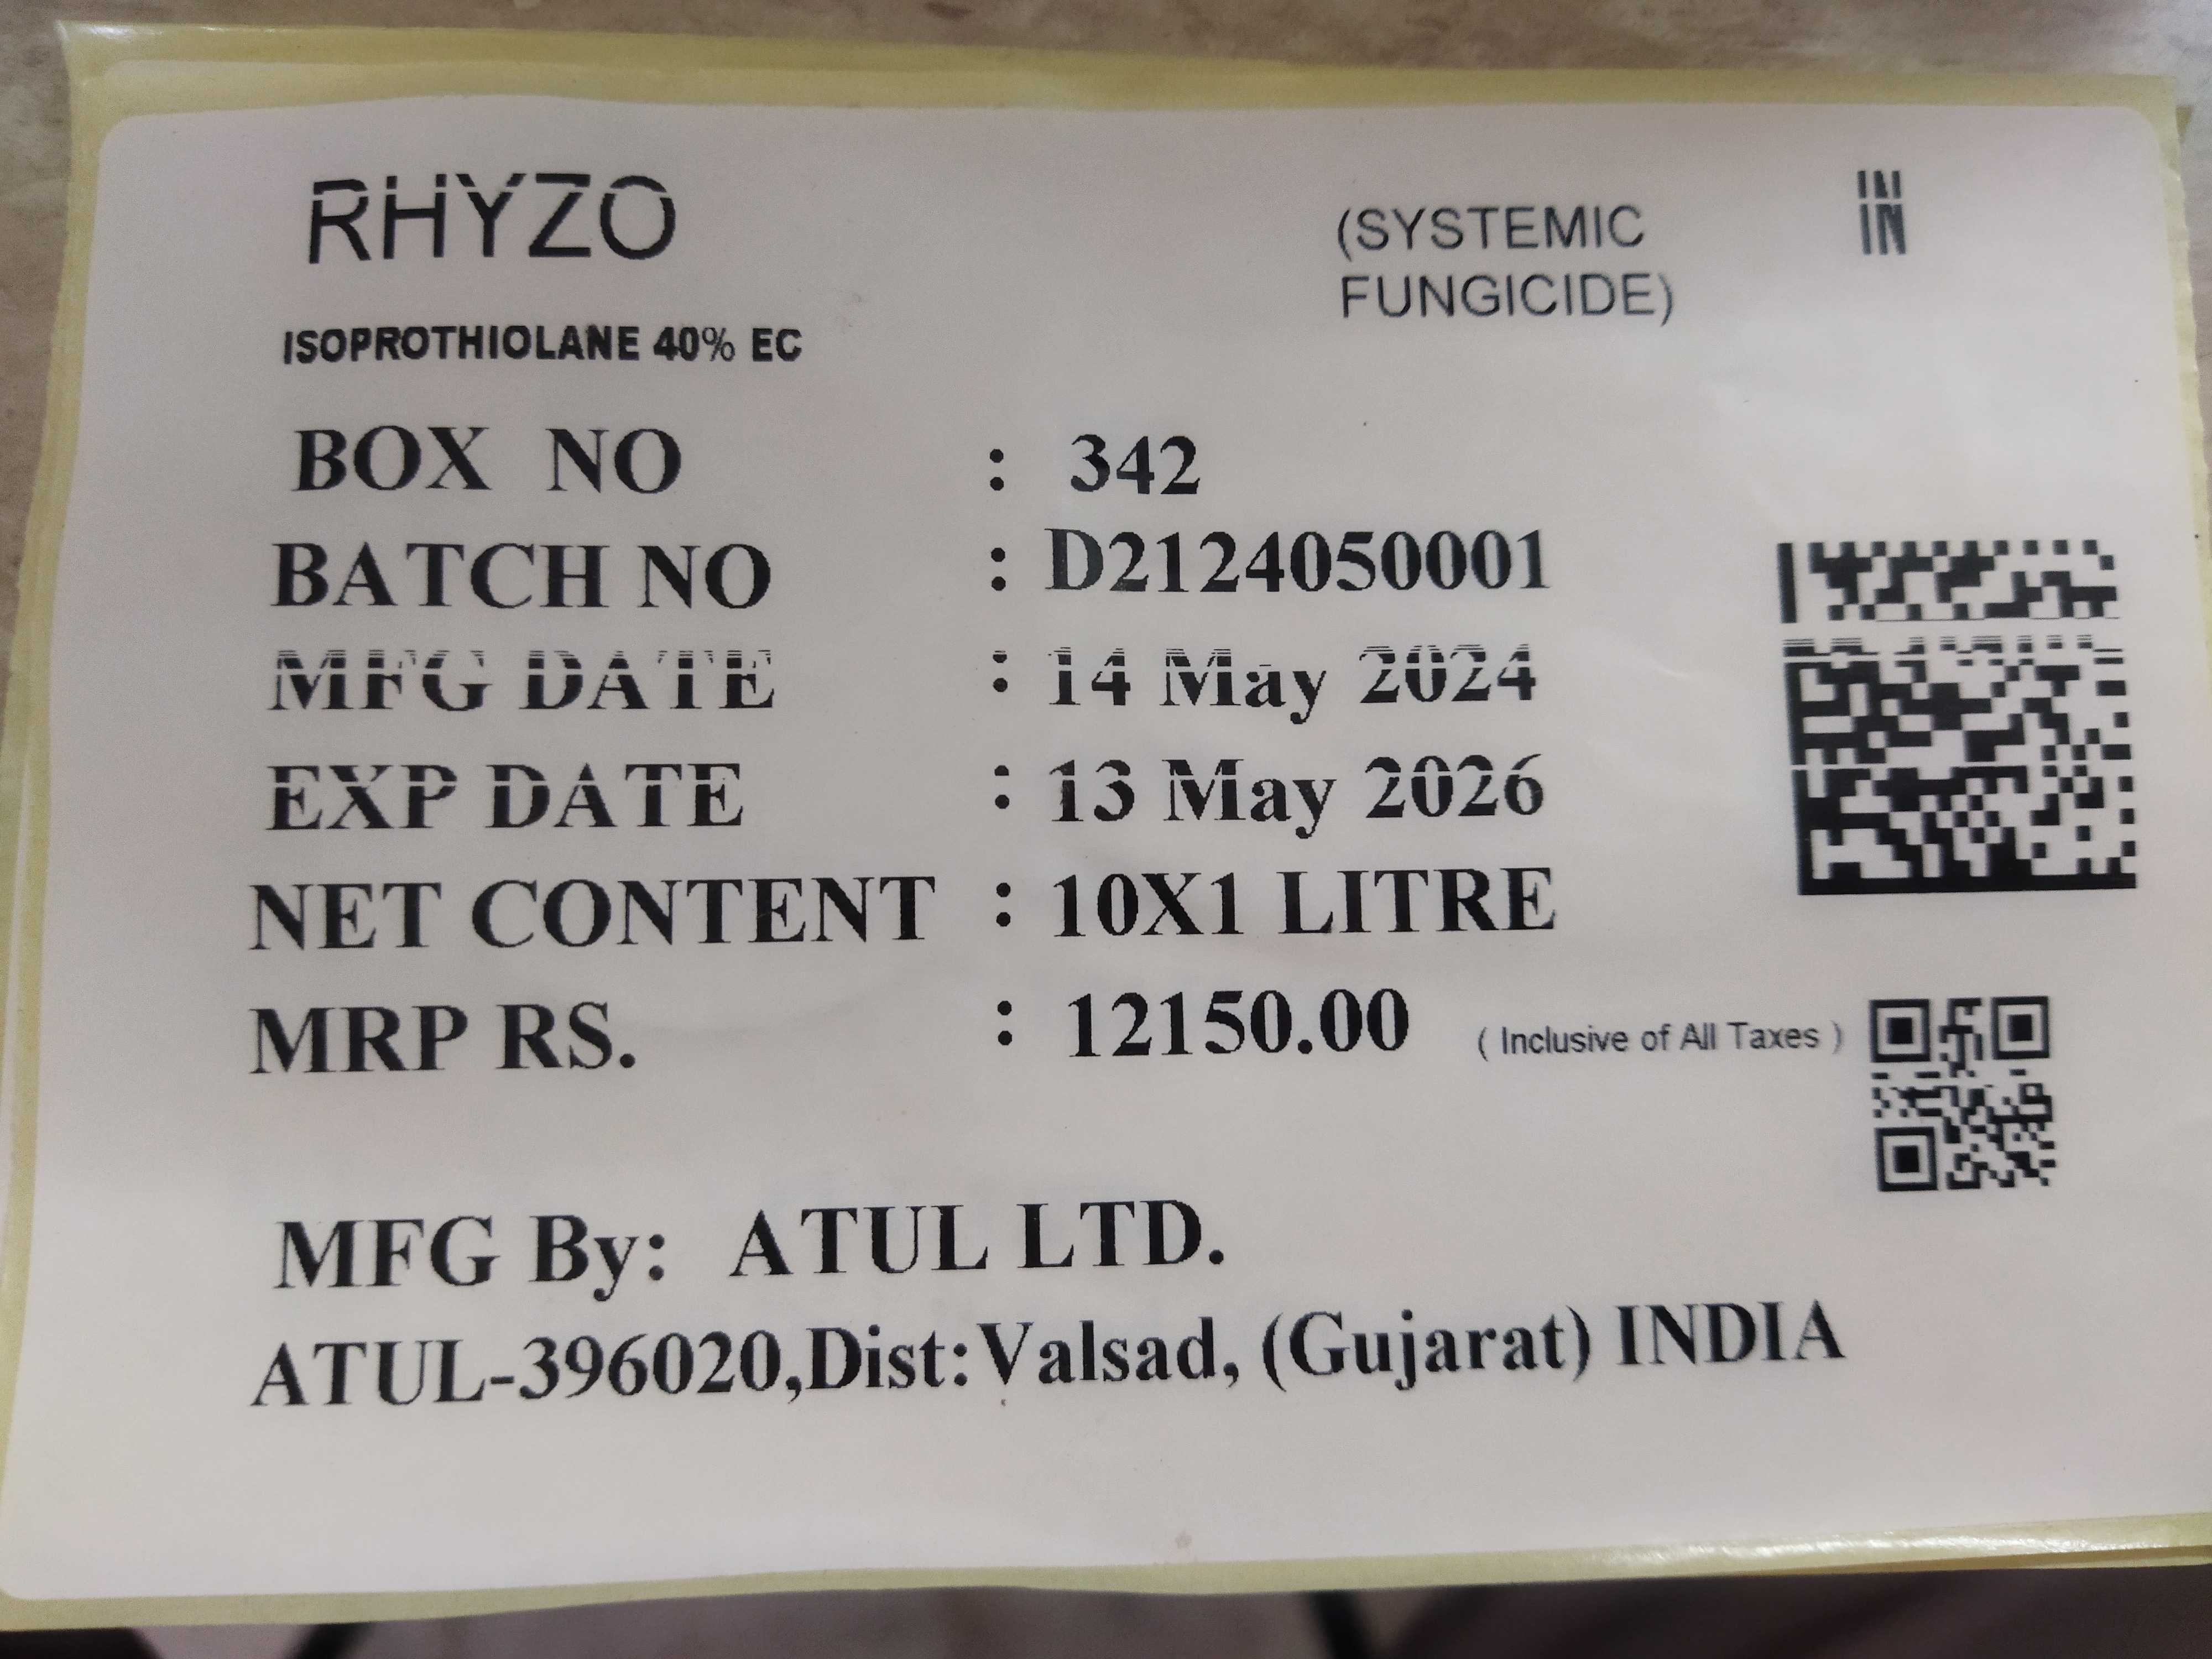 RHYZO
(SYSTEMIC
FUNGICIDE)
IN
ISOPROTHIOLANE 40% EC
BOX NO : 342
BATCH NO : D2124050001
MFG DATE : 14 May 2024
EXP DATE : 13 May 2026
NET CONTENT : 10X1 LITRE
MRP RS. : 12150.00 ( Inclusive of All Taxes )
MFG By: ATUL LTD.
ATUL-396020,Dist:Valsad, (Gujarat) INDIA